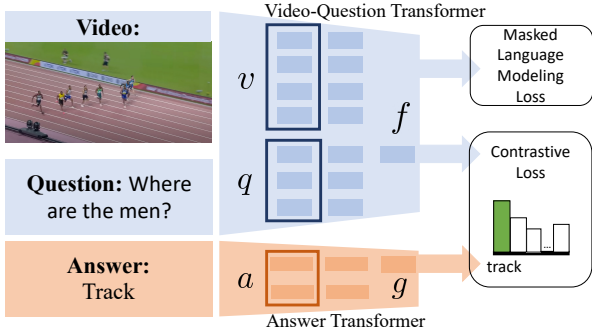 Video-Question Transformer
Video:
v
f
Masked
Language
Modeling
Loss
Question: Where
are the men?
q
Contrastive
Loss
...
track
Answer:
Track
a
g
Answer Transformer